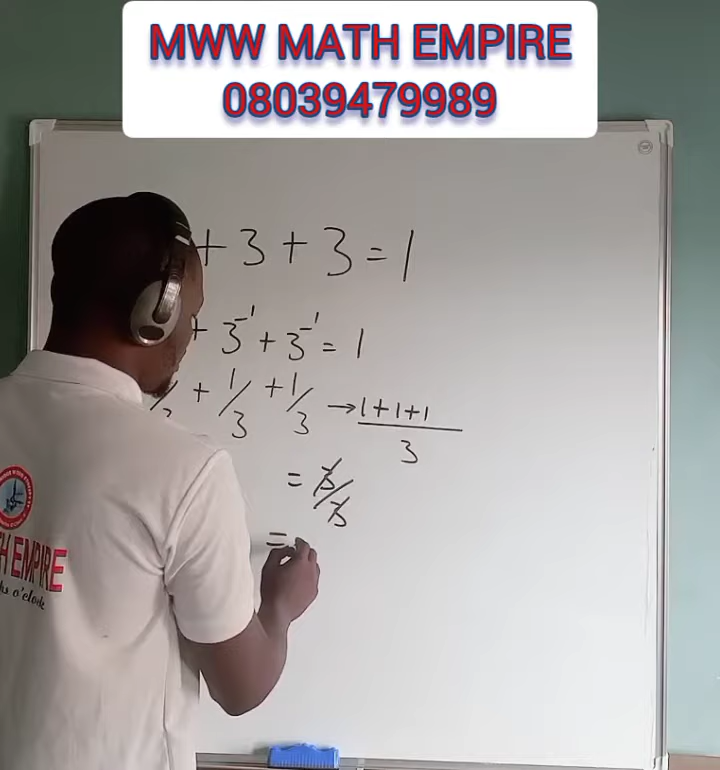 MWW MATH EMPIRE
08039479989
+ 3 + 3 = 1
+ 3⁻¹ + 3⁻¹ = 1
+ 1/3 + 1/3 → 1+1+1
3
= 3/3
=
H EMPIRE
o'clock